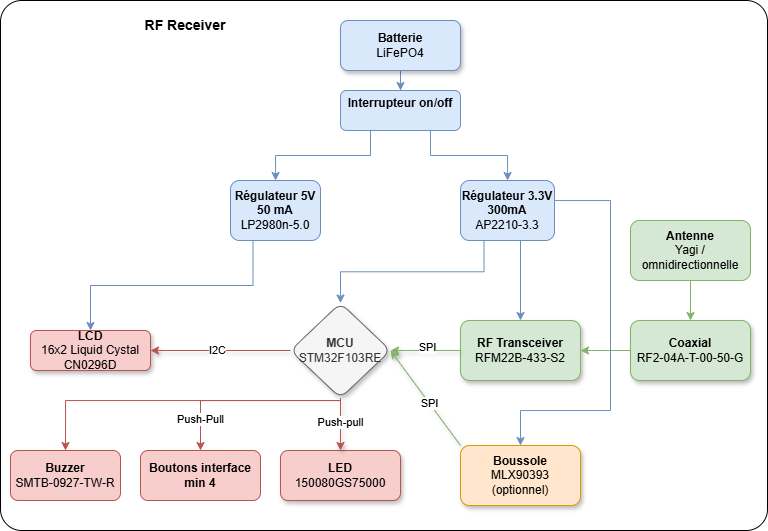 RF Receiver
Batterie
LiFePO4
Interrupteur on/off
Régulateur 5V
50 mA
LP2980n-5.0
Régulateur 3.3V
300mA
AP2210-3.3
Antenne
Yagi /
omnidirectionnelle
LCD
16x2 Liquid Cystal
CN0296D
I2C
MCU
STM32F103RE
SPI
RF Transceiver
RFM22B-433-S2
Coaxial
RF2-04A-T-00-50-G
SPI
Push-Pull
Push-pull
Buzzer
SMTB-0927-TW-R
Boutons interface
min 4
LED
150080GS75000
Boussole
MLX90393
(optionnel)